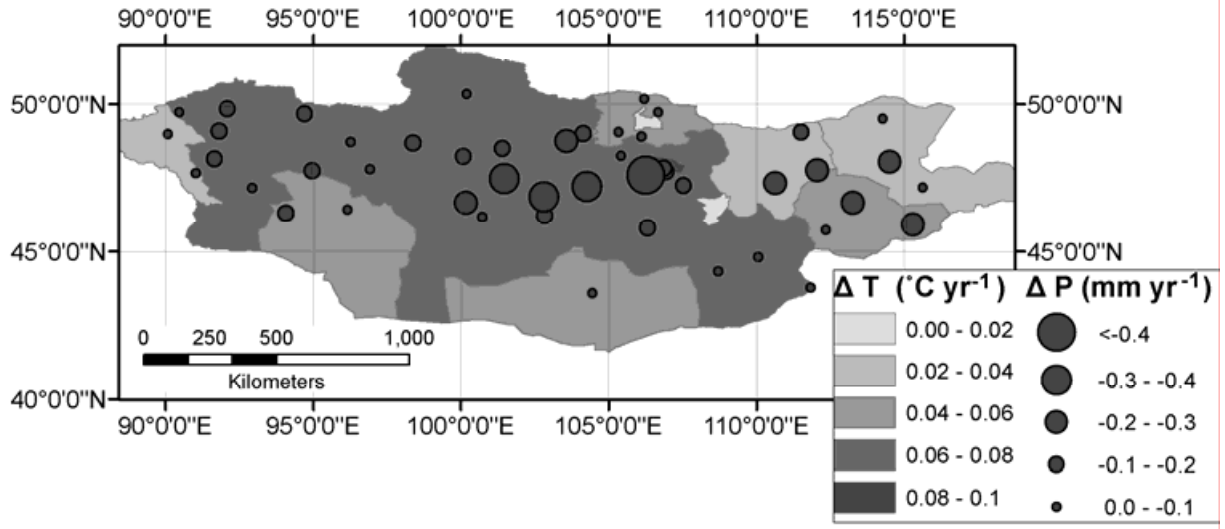 90°0'0"E 95°0'0"E 100°0'0"E 105°0'0"E 110°0'0"E 115°0'0"E
50°0'0"N 50°0'0"N
45°0'0"N 45°0'0"N
40°0'0"N
0 250 500 1,000
Kilometers
90°0'0"E 95°0'0"E 100°0'0"E 105°0'0"E 110°0'0"E
Δ T (°C yr⁻¹) Δ P (mm yr⁻¹)
0.00 - 0.02 <-0.4
0.02 - 0.04 -0.3 - -0.4
0.04 - 0.06 -0.2 - -0.3
0.06 - 0.08 -0.1 - -0.2
0.08 - 0.1 0.0 - -0.1